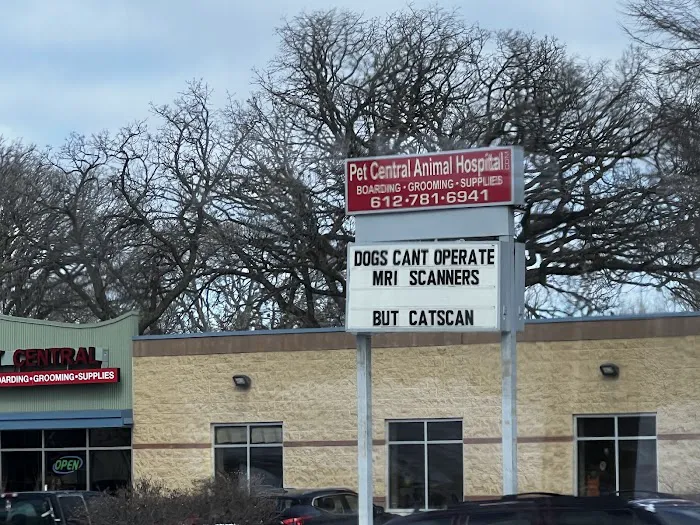 Pet Central Animal Hospital
BOARDING • GROOMING • SUPPLIES
612•781•6941
DOGS CANT OPERATE
MRI SCANNERS
BUT CATSCAN
CENTRAL
ARDING•GROOMING•SUPPLIES
OPEN